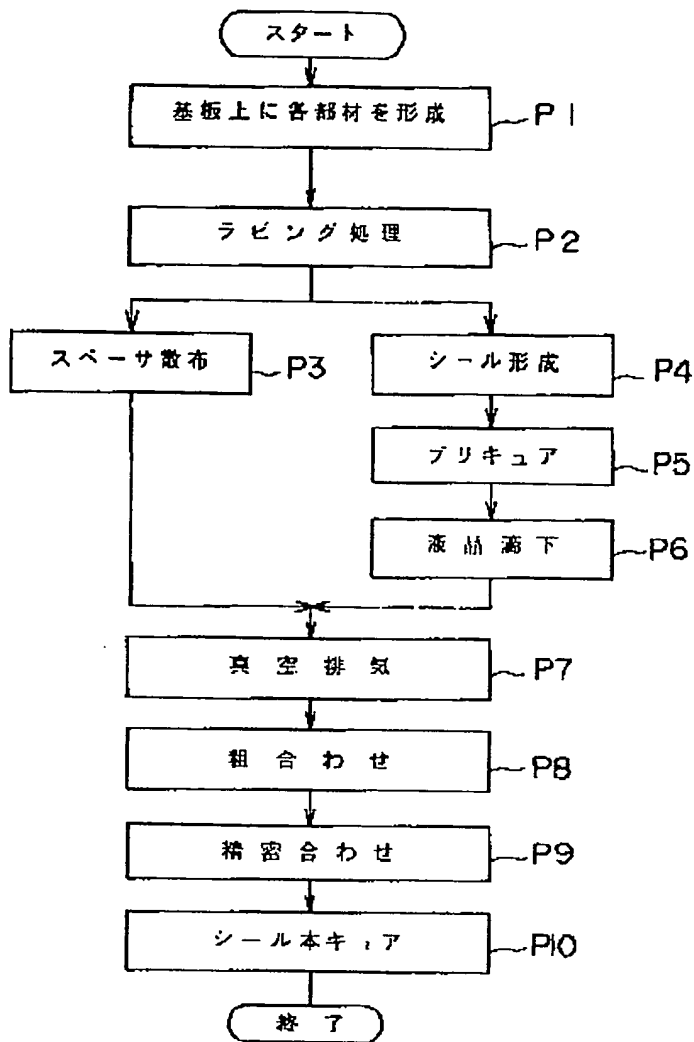 スタート
基板上に各部材を形成
P1
ラビング処理
P2
スペーサ散布
P3
シール形成
P4
プリキュア
P5
液晶滴下
P6
真空排気
P7
粗合わせ
P8
精密合わせ
P9
シール本キュア
P10
終了